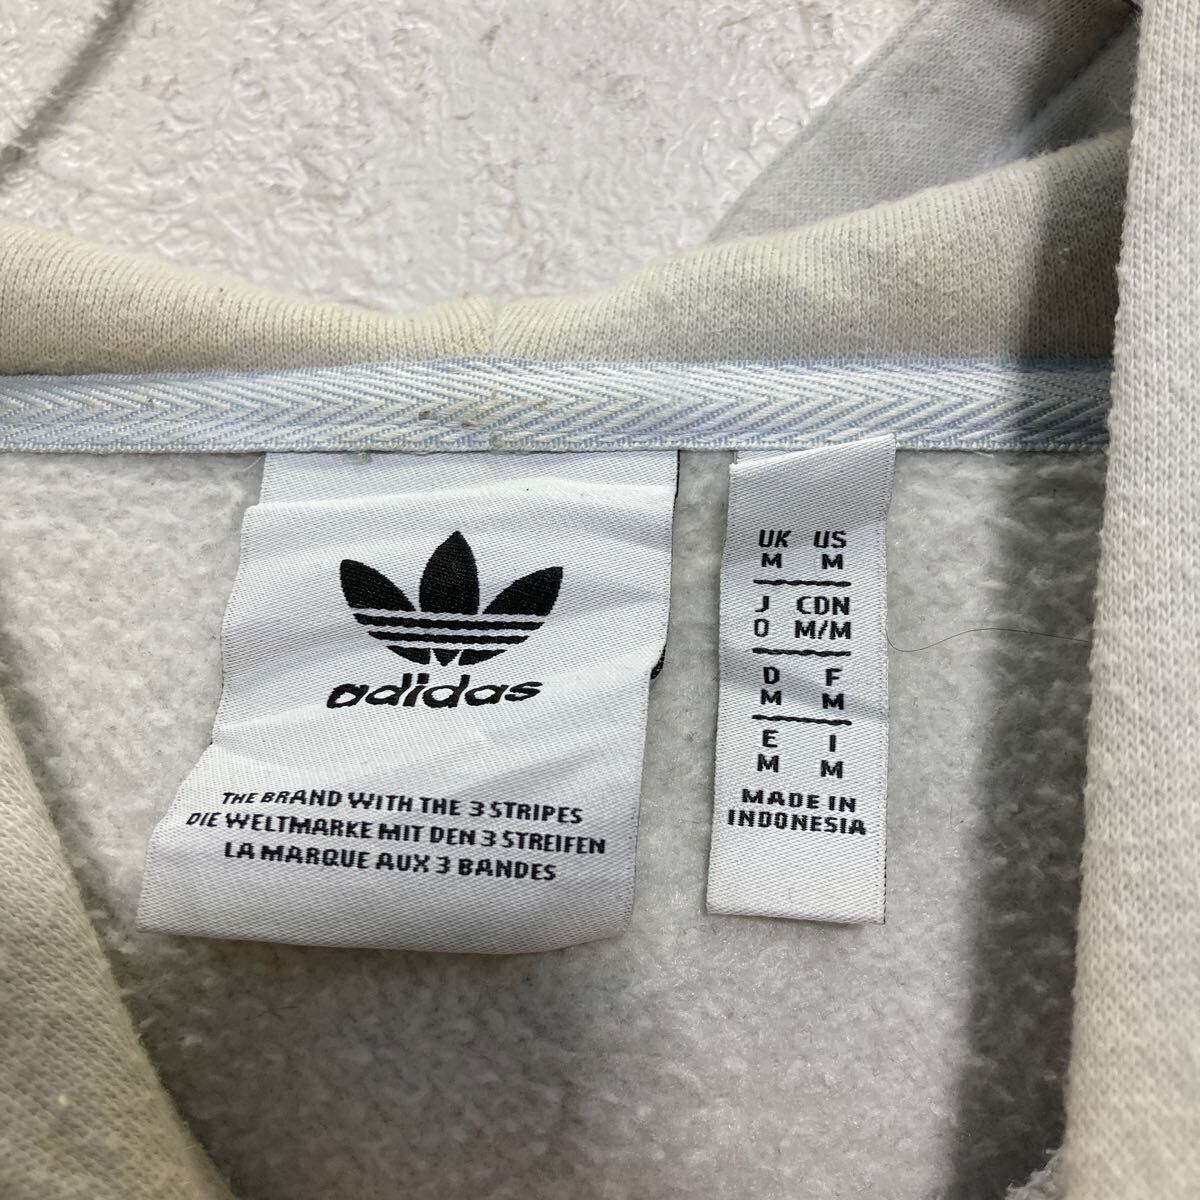 adidas
THE BRAND WITH THE 3 STRIPES
DIE WELTMARKE MIT DEN 3 STREIFEN
LA MARQUE AUX 3 BANDES
UK US
M M
J CDN
O M/M
D F
M M
E I
M M
MADE IN
INDONESIA